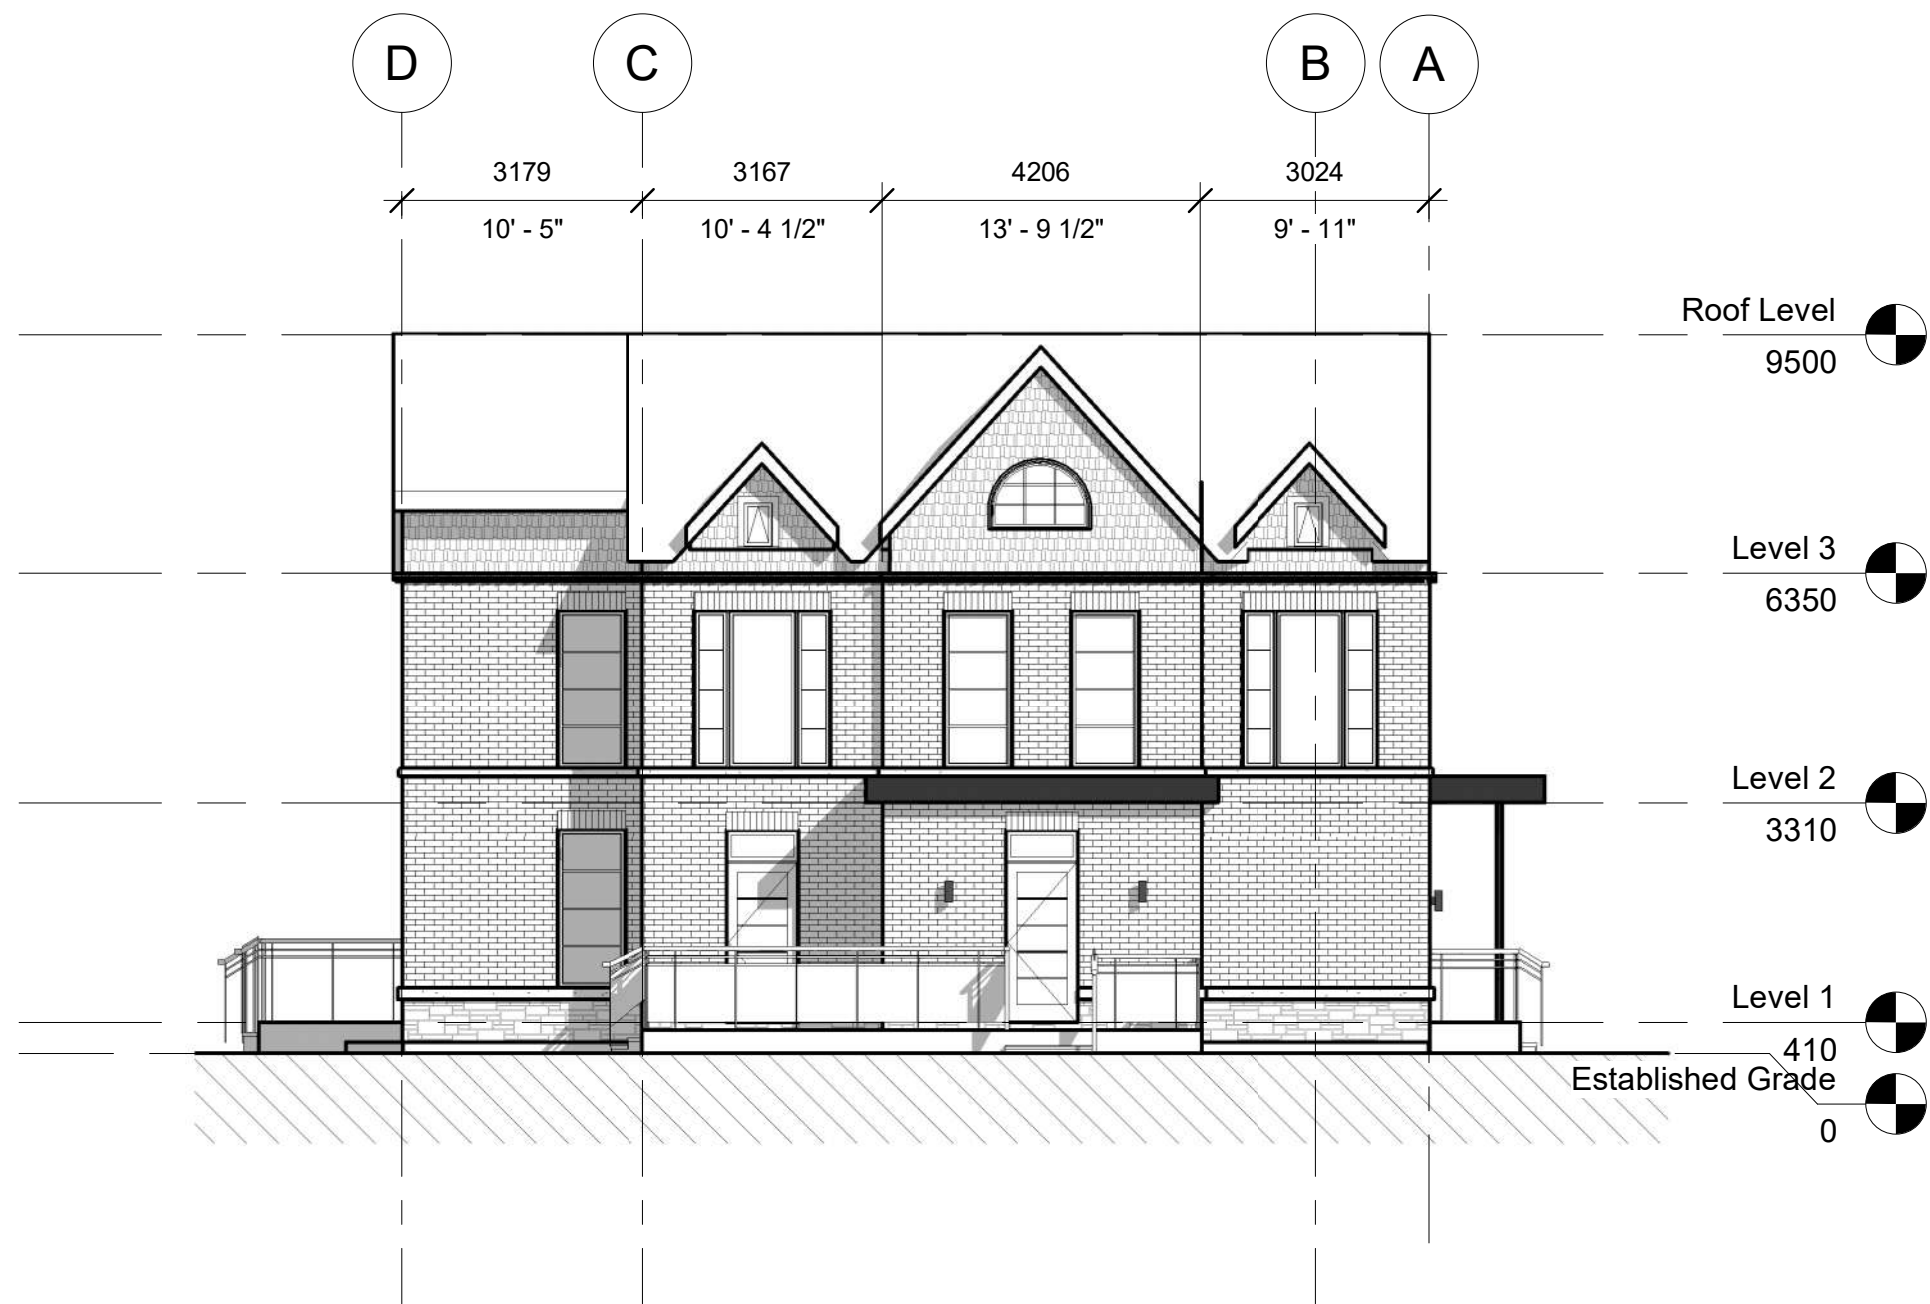 D C B A
3179 3167 4206 3024
10' - 5" 10' - 4 1/2" 13' - 9 1/2" 9' - 11"
Roof Level
9500
Level 3
6350
Level 2
3310
Level 1
410
Established Grade
0